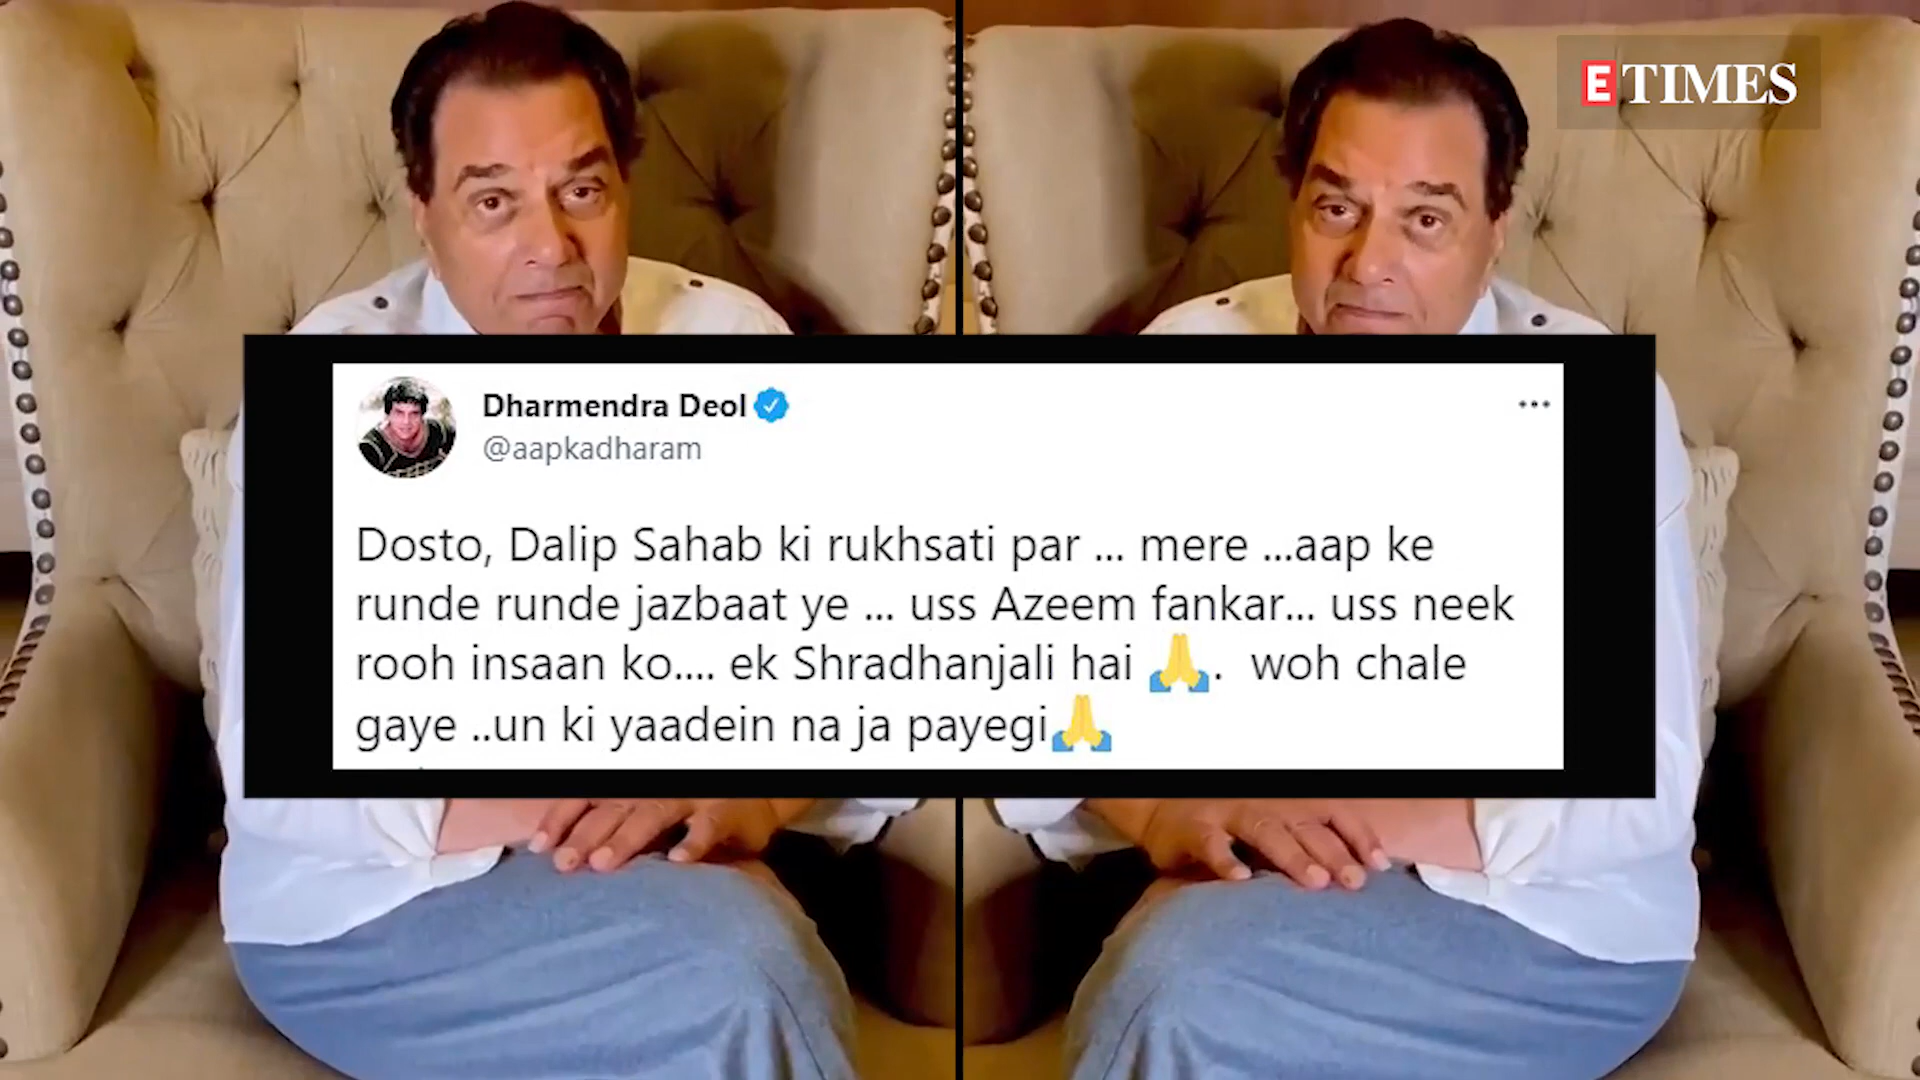 ETIMES
Dharmendra Deol
@aapkadharam
Dosto, Dalip Sahab ki rukhsati par ... mere ...aap ke
runde runde jazbaat ye ... uss Azeem fankar... uss neek
rooh insaan ko.... ek Shradhanjali hai 🙏. woh chale
gaye ..un ki yaadein na ja payegi🙏